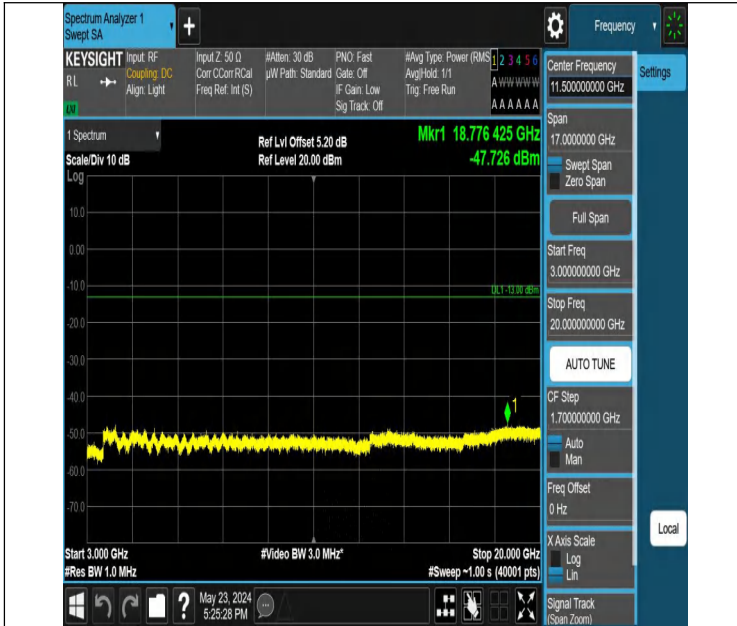 Spectrum Analyzer 1
Swept SA
+
Frequency
KEYSIGHT
RL
Input: RF
Coupling: DC
Align: Light
Input Z: 50 Ω
Corr CCorr RCal
Freq Ref: Int (S)
#Atten: 30 dB
µW Path: Standard
PNO: Fast
Gate: Off
IF Gain: Low
Sig Track: Off
#Avg Type: Power (RMS
Avg|Hold: 1/1
Trig: Free Run
1 2 3 4 5 6
A W W W W W
A A A A A A
1 Spectrum
Scale/Div 10 dB
Log
Ref Lvl Offset 5.20 dB
Ref Level 20.00 dBm
Mkr1 18.776 425 GHz
-47.726 dBm
10.0
0.00
-10.0
DL1 -13.00 dBm
-20.0
-30.0
-40.0
1
-50.0
-60.0
-70.0
Start 3.000 GHz
#Res BW 1.0 MHz
#Video BW 3.0 MHz*
Stop 20.000 GHz
#Sweep ~1.00 s (40001 pts)
?
May 23, 2024
5:25:28 PM
Center Frequency
11.500000000 GHz
Settings
Span
17.0000000 GHz
Swept Span
Zero Span
Full Span
Start Freq
3.000000000 GHz
Stop Freq
20.000000000 GHz
AUTO TUNE
CF Step
1.700000000 GHz
Auto
Man
Freq Offset
0 Hz
X Axis Scale
Log
Lin
Local
Signal Track
(Span Zoom)